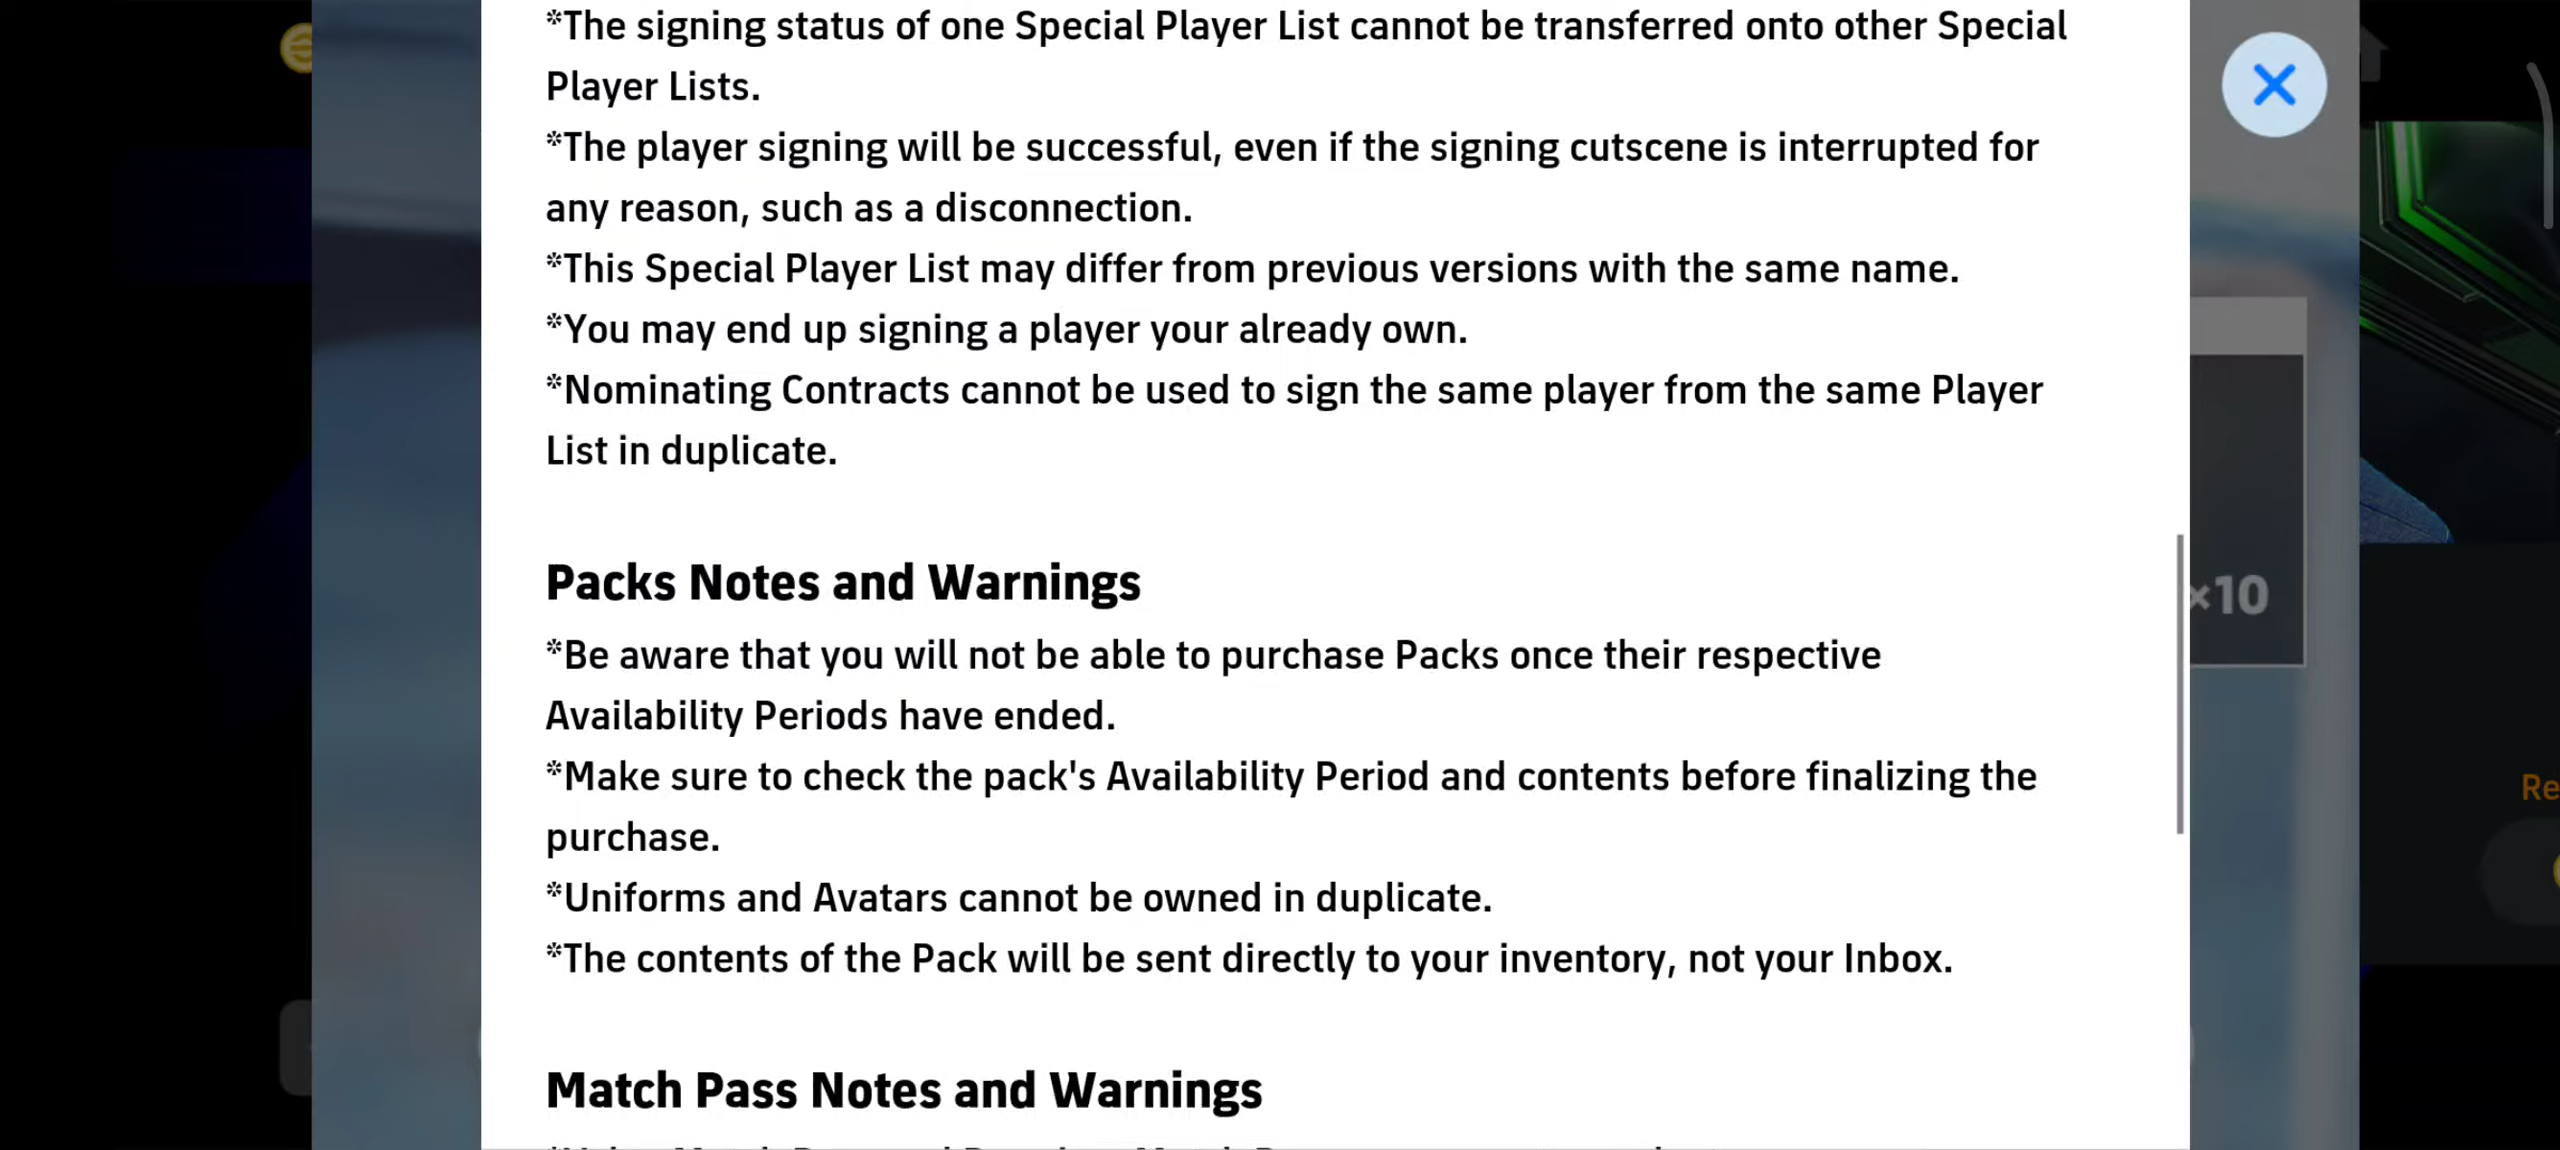 *The signing status of one Special Player List cannot be transferred onto other Special
Player Lists.
*The player signing will be successful, even if the signing cutscene is interrupted for
any reason, such as a disconnection.
*This Special Player List may differ from previous versions with the same name.
*You may end up signing a player your already own.
*Nominating Contracts cannot be used to sign the same player from the same Player
List in duplicate.
Packs Notes and Warnings
*Be aware that you will not be able to purchase Packs once their respective
Availability Periods have ended.
*Make sure to check the pack's Availability Period and contents before finalizing the
purchase.
*Uniforms and Avatars cannot be owned in duplicate.
*The contents of the Pack will be sent directly to your inventory, not your Inbox.
Match Pass Notes and Warnings
×10
Re